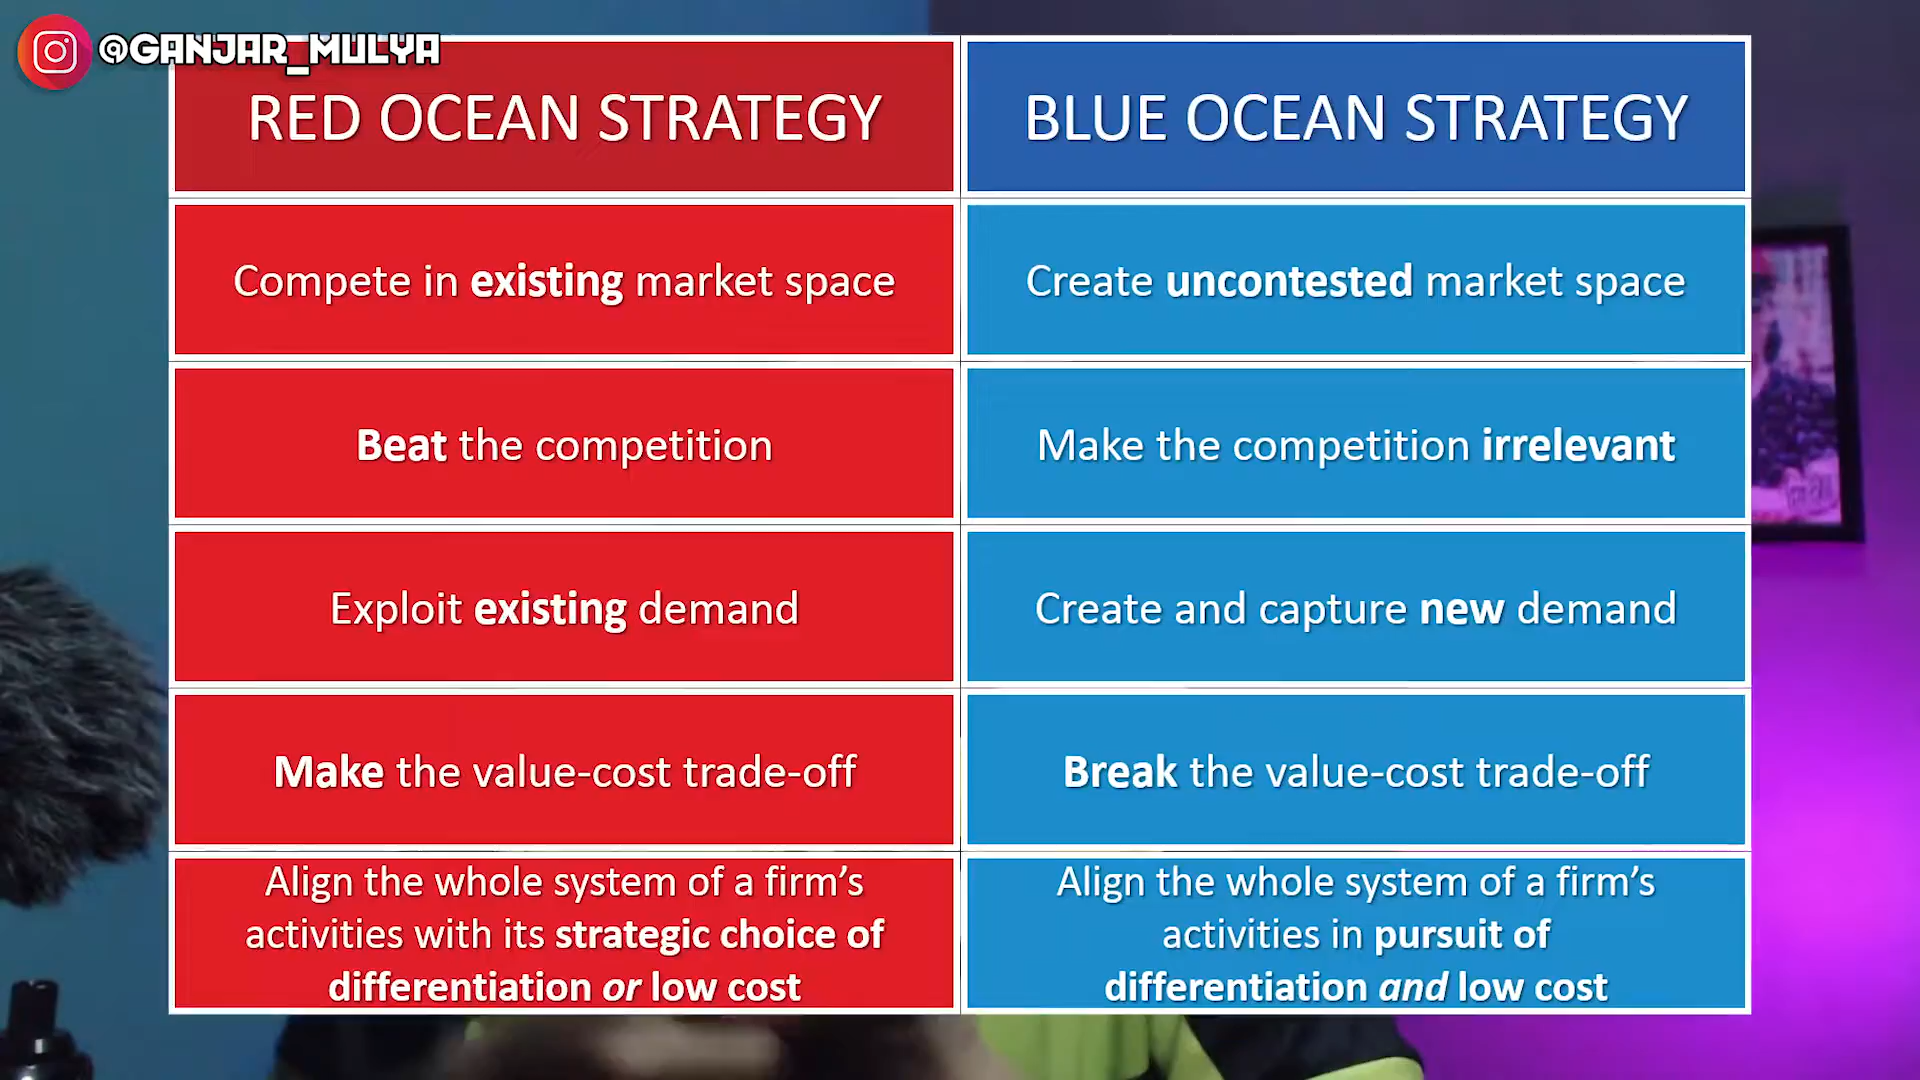 @GANJAR_MULYA
RED OCEAN STRATEGY
BLUE OCEAN STRATEGY
Compete in existing market space
Create uncontested market space
Beat the competition
Make the competition irrelevant
Exploit existing demand
Create and capture new demand
Make the value-cost trade-off
Break the value-cost trade-off
Align the whole system of a firm’s
activities with its strategic choice of
differentiation or low cost
Align the whole system of a firm’s
activities in pursuit of
differentiation and low cost